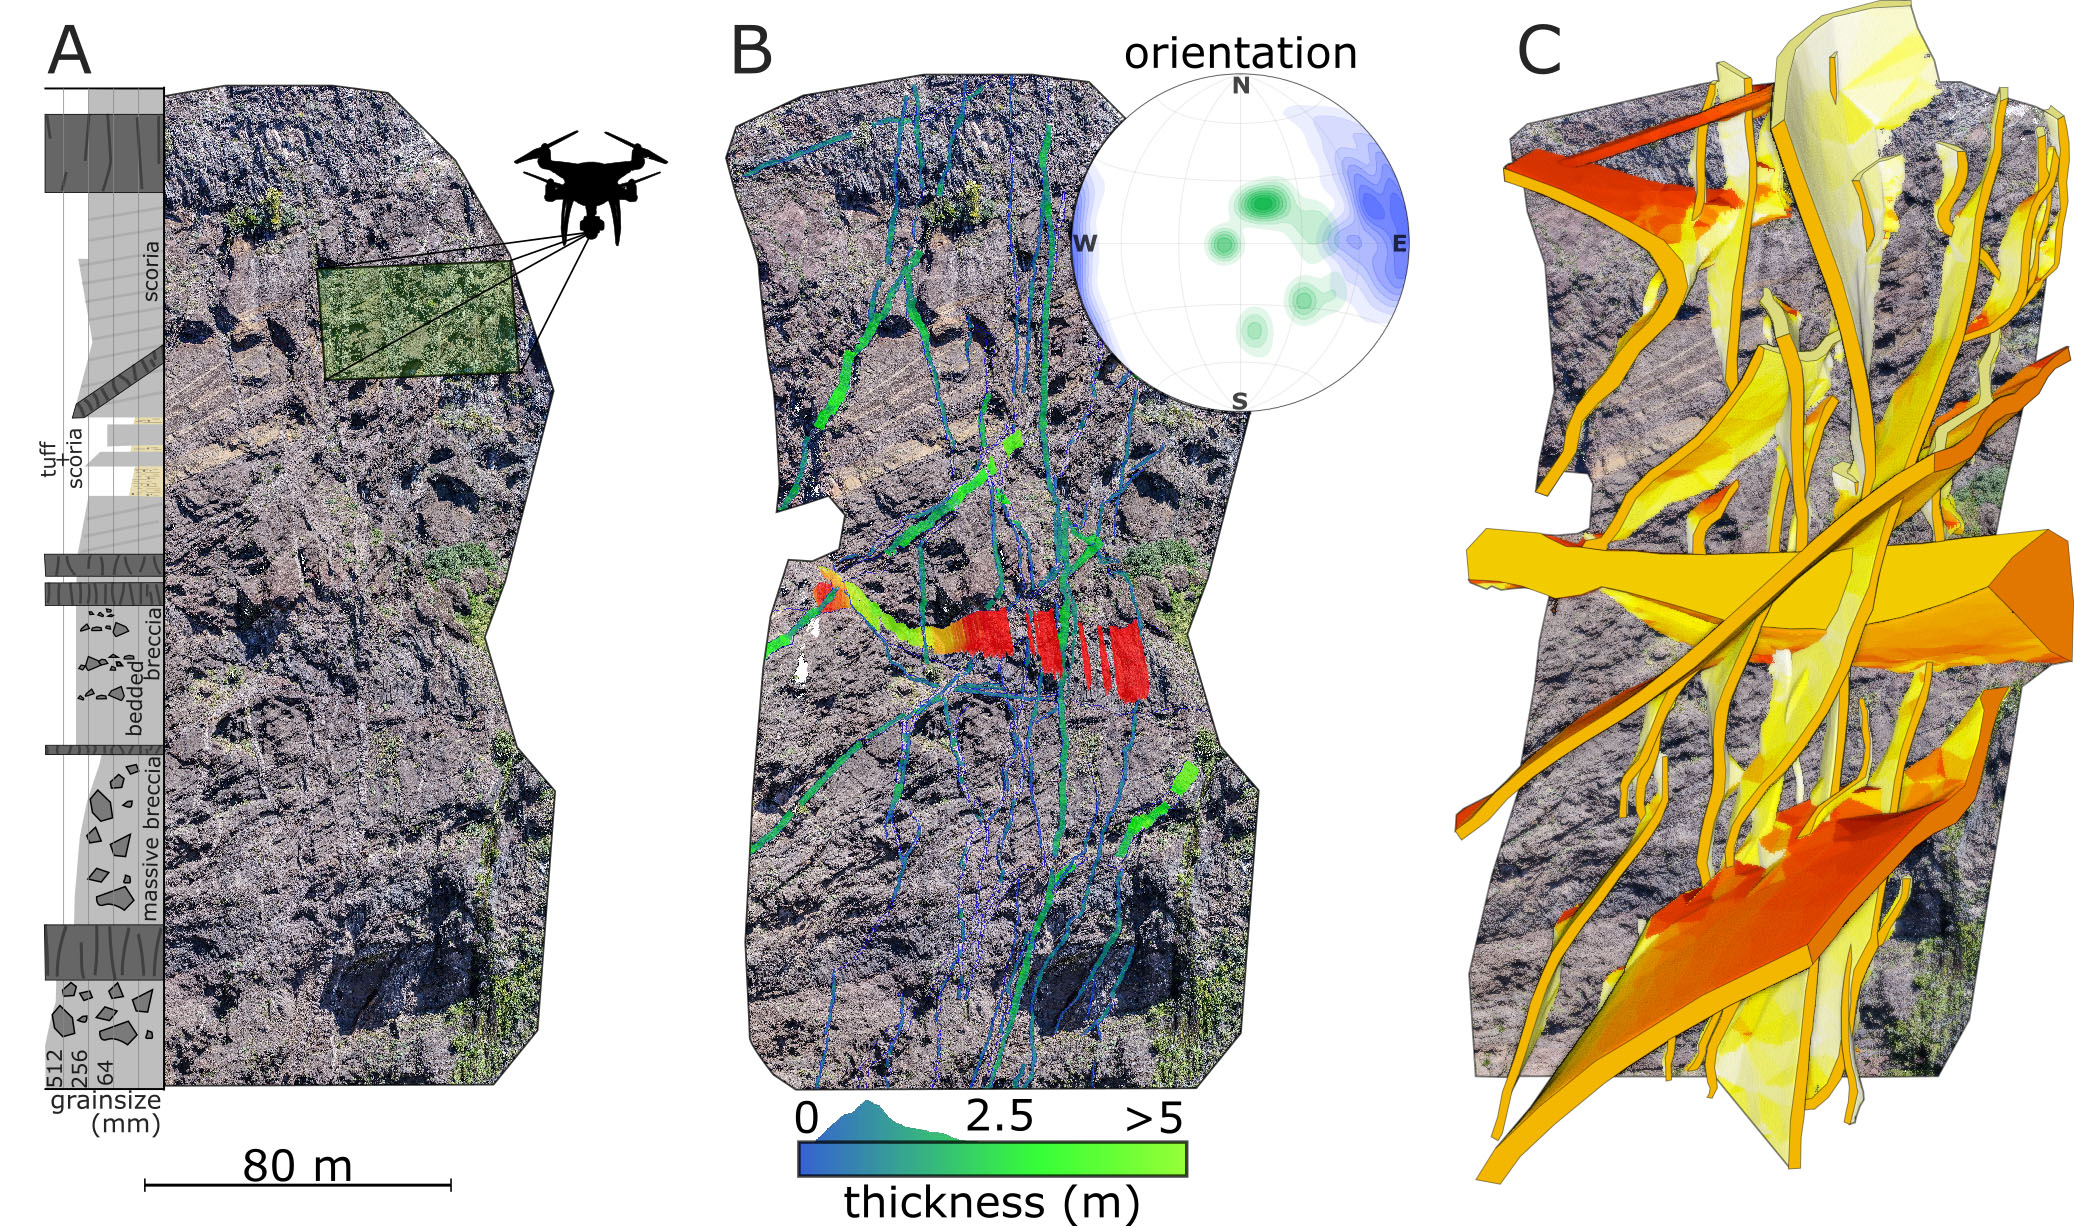 A
scoria
tuff
+
scoria
bedded
breccia
massive breccia
512
256
64
grainsize
(mm)
80 m
B
orientation
N
W
E
S
0
2.5
>5
thickness (m)
C